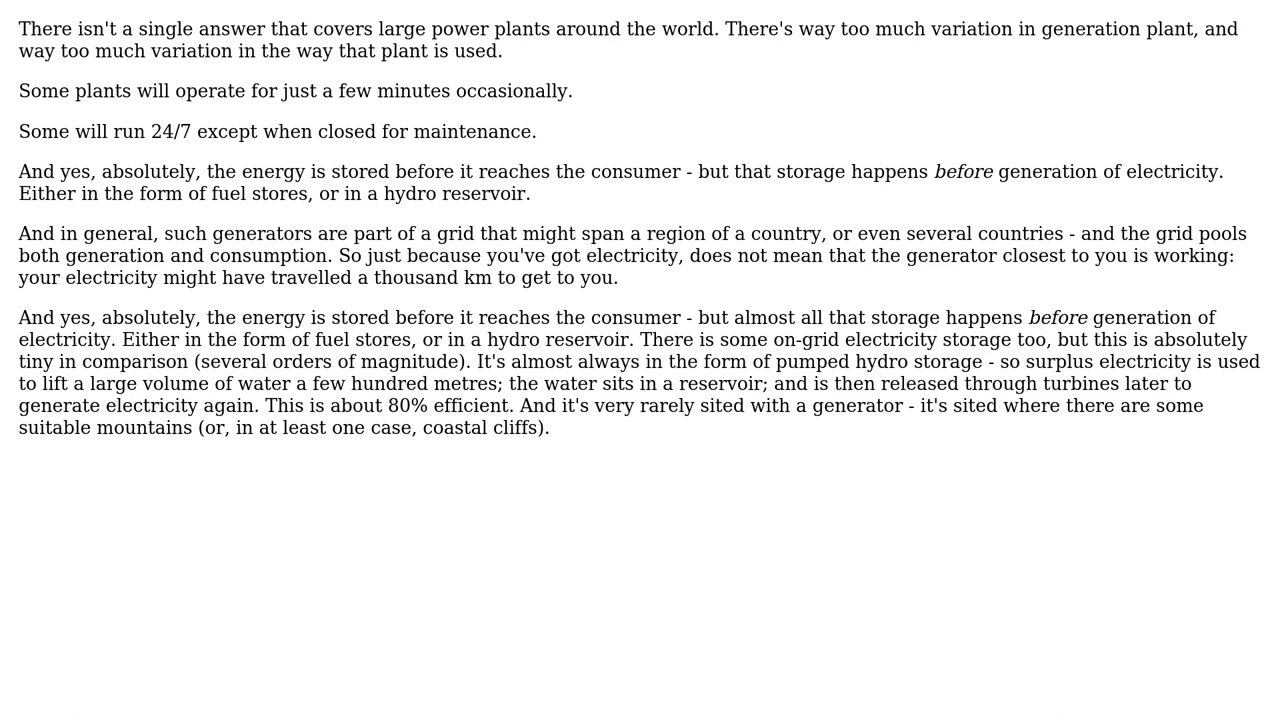 There isn't a single answer that covers large power plants around the world. There's way too much variation in generation plant, and
way too much variation in the way that plant is used.
Some plants will operate for just a few minutes occasionally.
Some will run 24/7 except when closed for maintenance.
And yes, absolutely, the energy is stored before it reaches the consumer - but that storage happens before generation of electricity.
Either in the form of fuel stores, or in a hydro reservoir.
And in general, such generators are part of a grid that might span a region of a country, or even several countries - and the grid pools
both generation and consumption. So just because you've got electricity, does not mean that the generator closest to you is working:
your electricity might have travelled a thousand km to get to you.
And yes, absolutely, the energy is stored before it reaches the consumer - but almost all that storage happens before generation of
electricity. Either in the form of fuel stores, or in a hydro reservoir. There is some on-grid electricity storage too, but this is absolutely
tiny in comparison (several orders of magnitude). It's almost always in the form of pumped hydro storage - so surplus electricity is used
to lift a large volume of water a few hundred metres; the water sits in a reservoir; and is then released through turbines later to
generate electricity again. This is about 80% efficient. And it's very rarely sited with a generator - it's sited where there are some
suitable mountains (or, in at least one case, coastal cliffs).